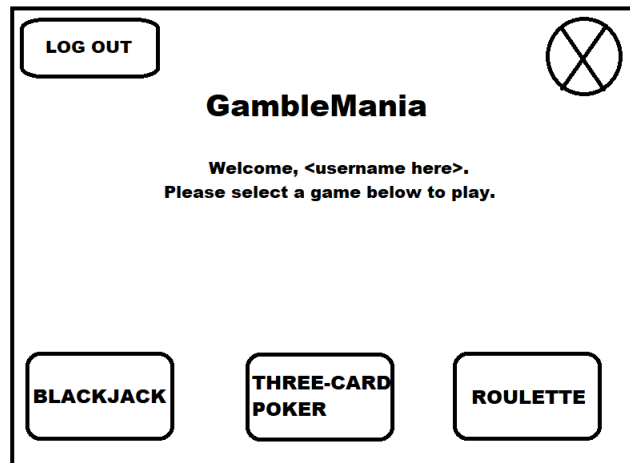 LOG OUT
GambleMania
Welcome, <username here>.
Please select a game below to play.
BLACKJACK
THREE-CARD
POKER
ROULETTE